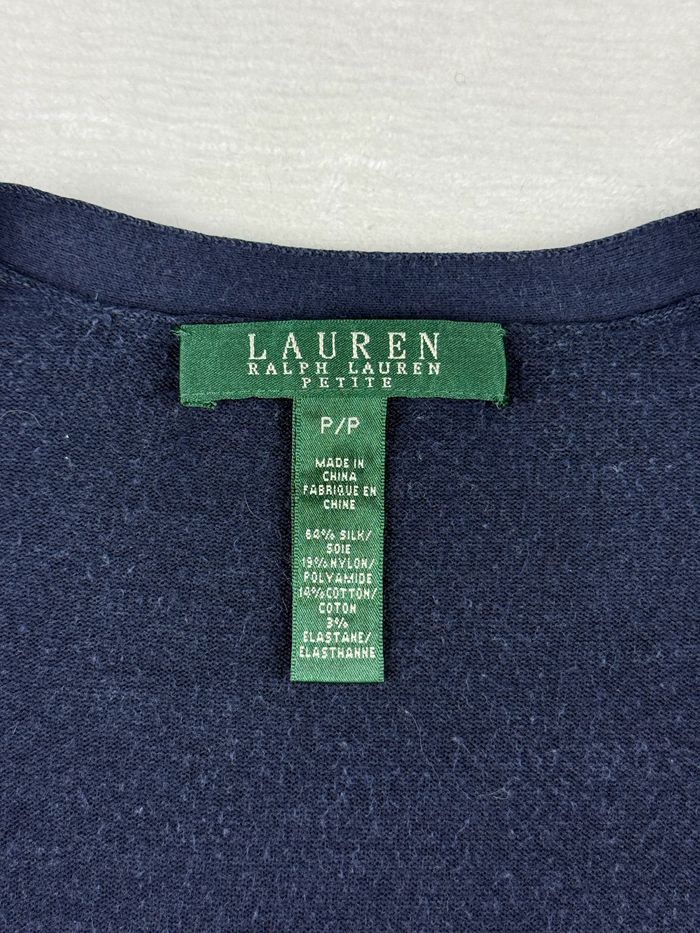 LAUREN
RALPH LAUREN
PETITE
P/P
MADE IN
CHINA
FABRIQUE EN
CHINE
64% SILK/
SOIE
19% NYLON/
POLYAMIDE
14% COTTON/
COTON
3%
ELASTANE/
ELASTHANNE